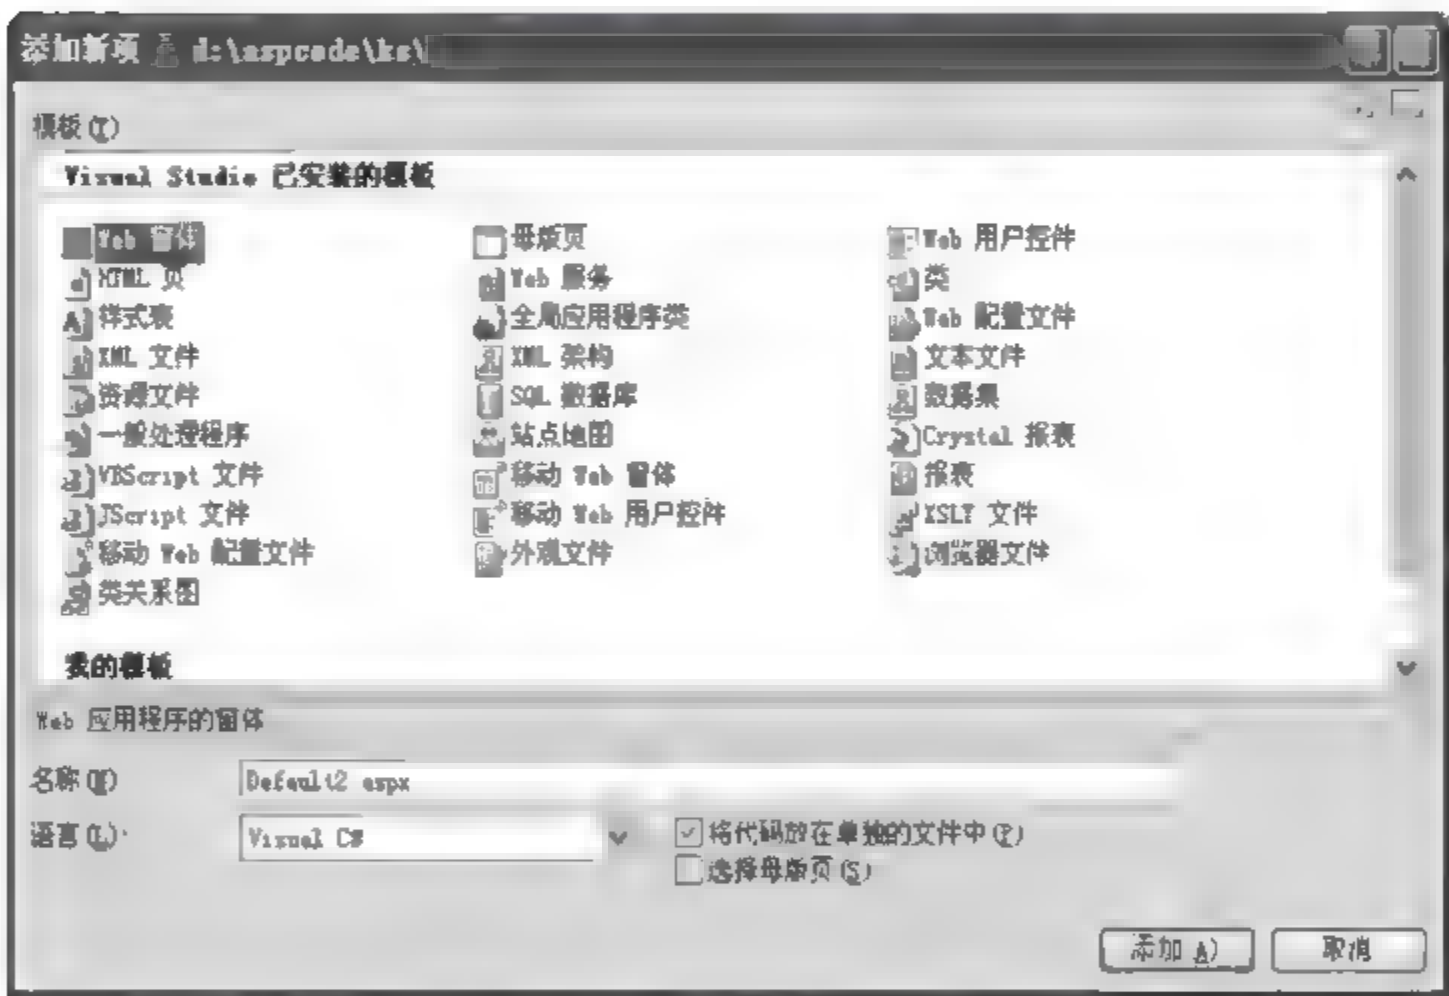 添加新项 d:\aspcode\ks\
模板(T)
Visual Studio 已安装的模板
Web 窗体 母版页 Web 用户控件
HTML 页 Web 服务 类
样式表 全局应用程序类 Web 配置文件
XML 文件 XML 架构 文本文件
资源文件 SQL 数据库 数据集
一般处理程序 站点地图 Crystal 报表
VBScript 文件 移动 Web 窗体 报表
JScript 文件 移动 Web 用户控件 XSLT 文件
移动 Web 配置文件 外观文件 浏览器文件
类关系图
我的模板
Web 应用程序的窗体
名称(N) Default2 aspx
语言(L): Visual C# 将代码放在单独的文件中(P)
选择母版页(S)
添加 A) 取消